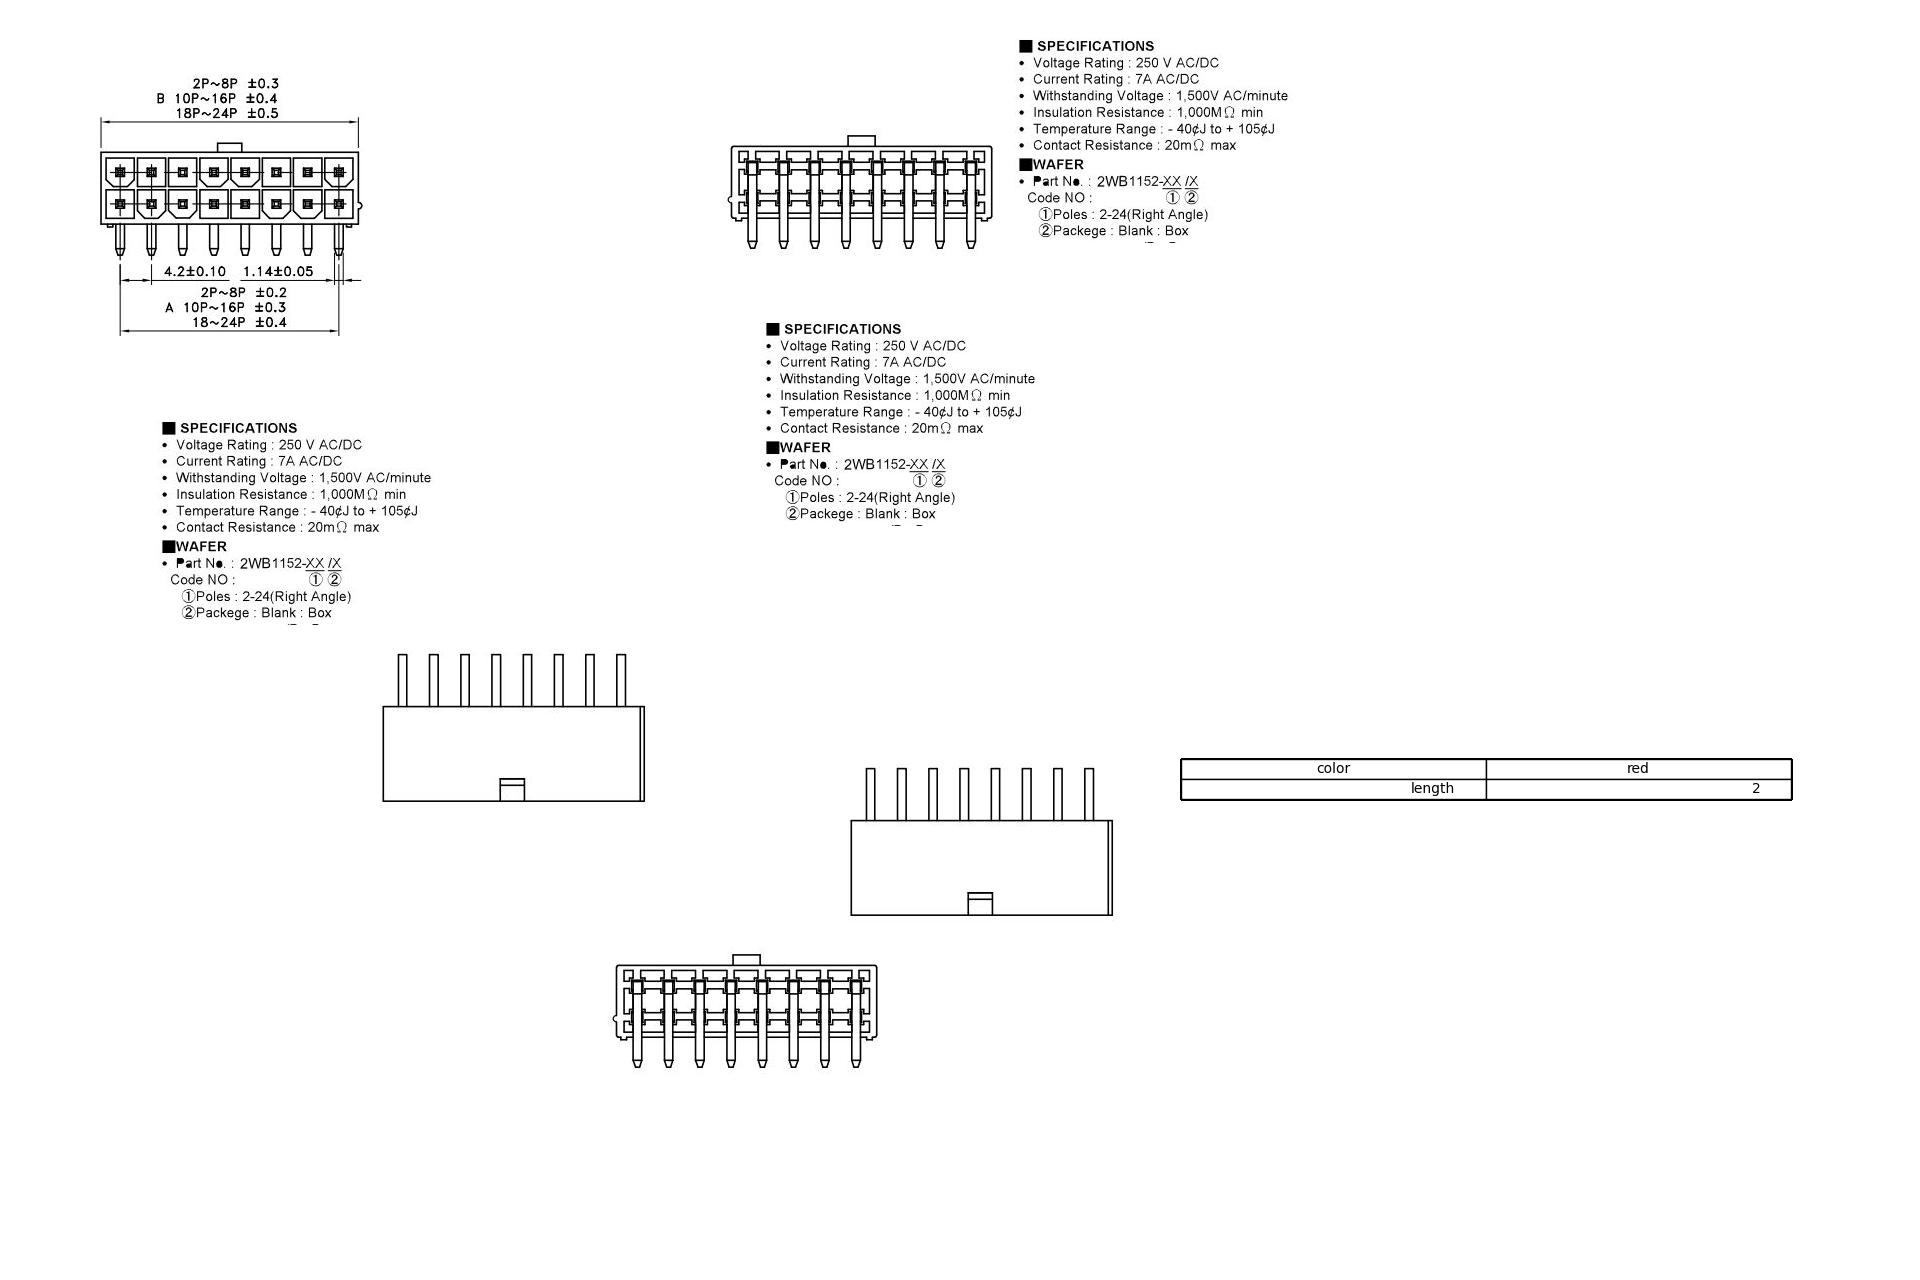 2P~8P ±0.3
B 10P~16P ±0.4
18P~24P ±0.5
4.2±0.10 1.14±0.05
2P~8P ±0.2
A 10P~16P ±0.3
18~24P ±0.4
■ SPECIFICATIONS
• Voltage Rating : 250 V AC/DC
• Current Rating : 7A AC/DC
• Withstanding Voltage : 1,500V AC/minute
• Insulation Resistance : 1,000MΩ min
• Temperature Range : - 40¢J to + 105¢J
• Contact Resistance : 20mΩ max
■WAFER
• Part No. : 2WB1152-XX /X
Code NO : ① ②
①Poles : 2-24(Right Angle)
②Packege : Blank : Box
■ SPECIFICATIONS
• Voltage Rating : 250 V AC/DC
• Current Rating : 7A AC/DC
• Withstanding Voltage : 1,500V AC/minute
• Insulation Resistance : 1,000MΩ min
• Temperature Range : - 40¢J to + 105¢J
• Contact Resistance : 20mΩ max
■WAFER
• Part No. : 2WB1152-XX /X
Code NO : ① ②
①Poles : 2-24(Right Angle)
②Packege : Blank : Box
■ SPECIFICATIONS
• Voltage Rating : 250 V AC/DC
• Current Rating : 7A AC/DC
• Withstanding Voltage : 1,500V AC/minute
• Insulation Resistance : 1,000MΩ min
• Temperature Range : - 40¢J to + 105¢J
• Contact Resistance : 20mΩ max
■WAFER
• Part No. : 2WB1152-XX /X
Code NO : ① ②
①Poles : 2-24(Right Angle)
②Packege : Blank : Box
color red
length 2